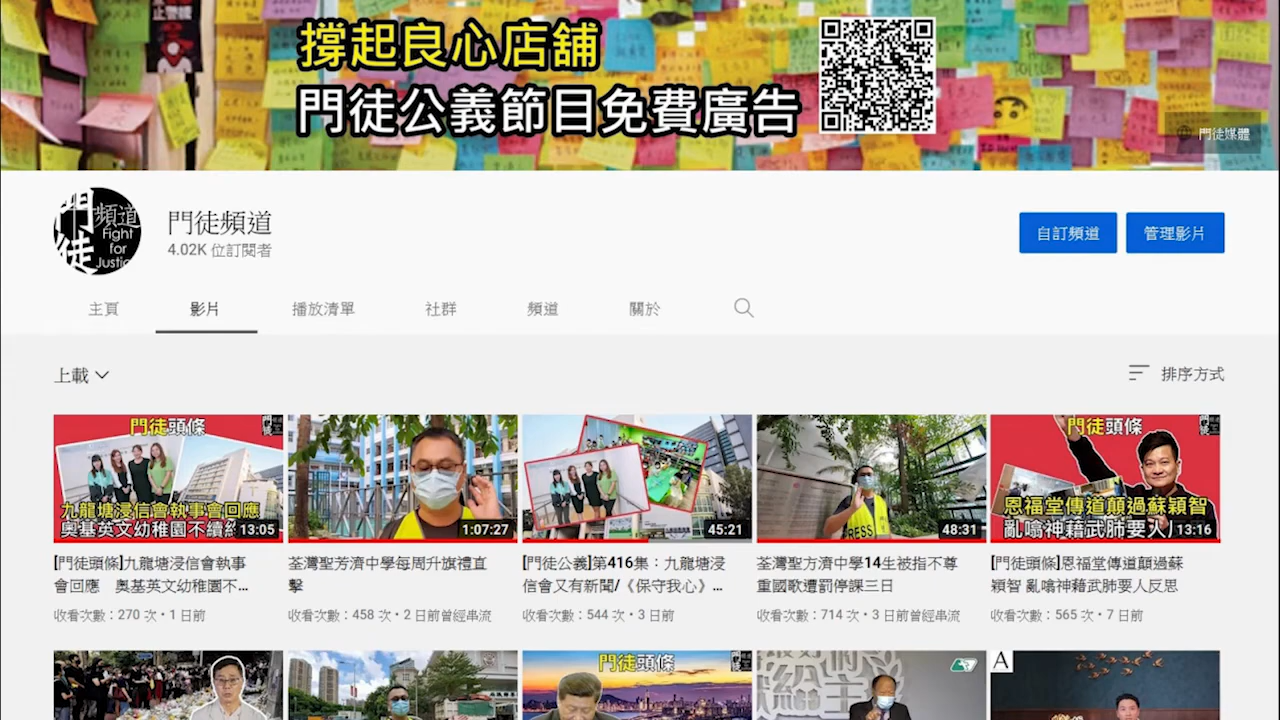 撐起良心店舖
門徒公義節目免費廣告
門徒媒體
門徒
頻道
Fight
for
門徒頻道
4.02K 位訂閱者
自訂頻道
管理影片
主頁
影片
播放清單
社群
頻道
關於
上載
排序方式
門徒頭條
九龍塘浸信會執事會回應
奧基英文幼稚園不續
13:05
1:07:27
45:21
PRESS
48:31
門徒頭條
恩福堂傳道顛過蘇穎智
亂噏神藉武肺要人
13:16
[門徒頭條]九龍塘浸信會執事
會回應 奧基英文幼稚園不...
收看次數：270 次 • 1 日前
荃灣聖芳濟中學每周升旗禮直
擊
收看次數：458 次 • 2 日前曾經串流
[門徒公義]第416集：九龍塘浸
信會又有新聞/《保守我心》...
收看次數：544 次 • 3 日前
荃灣聖方濟中學14生被指不尊
重國歌遭罰停課三日
收看次數：714 次 • 3 日前曾經串流
[門徒頭條]恩福堂傳道顛過蘇
穎智 亂噏神藉武肺要人反思
收看次數：565 次 • 7 日前
門徒頭條
A